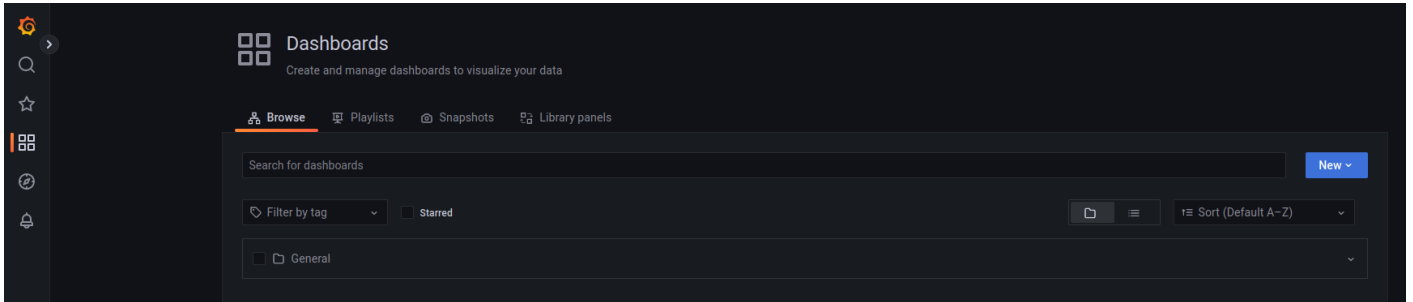 Dashboards
Create and manage dashboards to visualize your data
Browse Playlists Snapshots Library panels
Search for dashboards New
Filter by tag Starred Sort (Default A–Z)
General